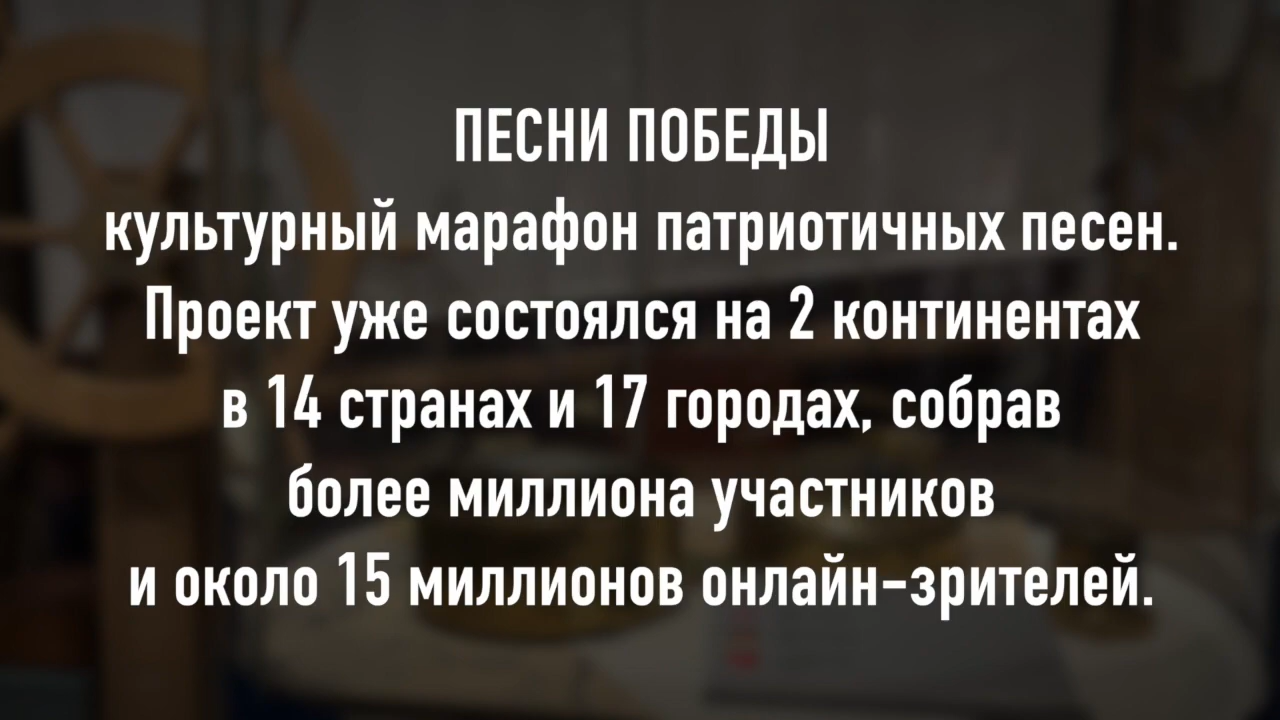 ПЕСНИ ПОБЕДЫ
культурный марафон патриотичных песен.
Проект уже состоялся на 2 континентах
в 14 странах и 17 городах, собрав
более миллиона участников
и около 15 миллионов онлайн-зрителей.